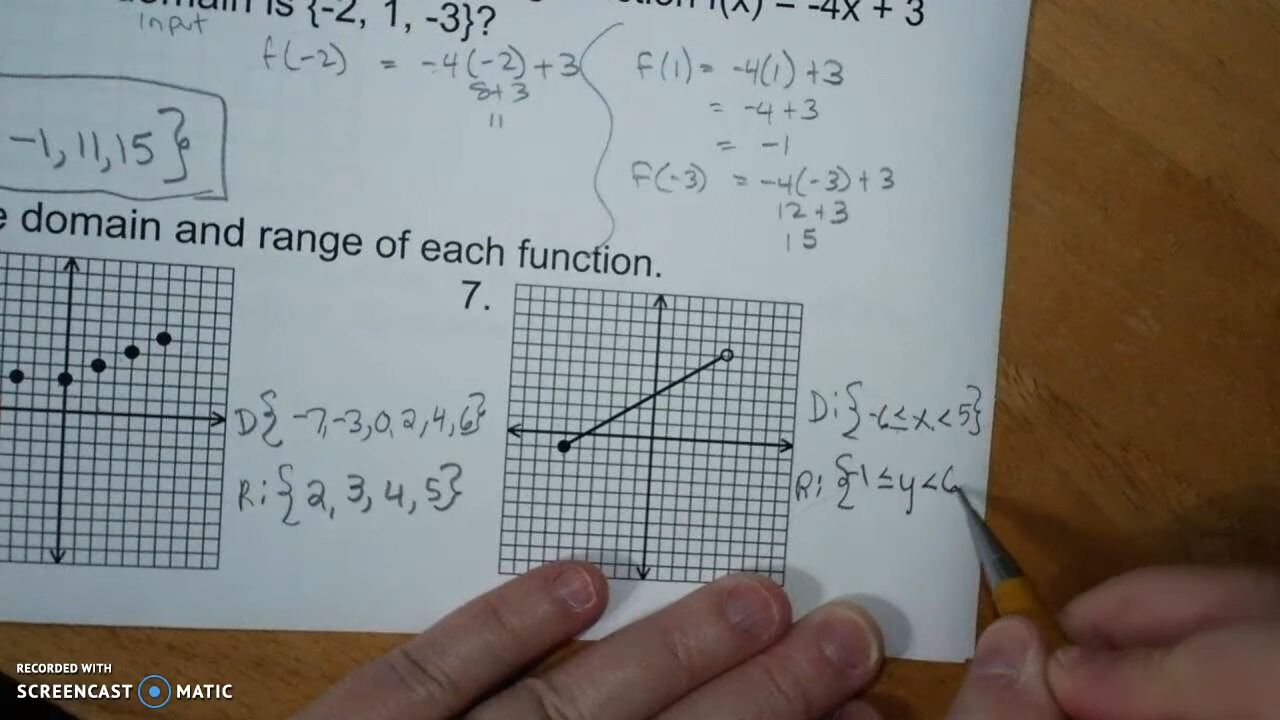 domain is {-2, 1, -3}?
f(x) = -4x + 3
input
f(-2) = -4(-2)+3
8+3
11
f(1) = -4(1)+3
= -4+3
= -1
f(-3) = -4(-3)+3
12+3
15
-1, 11, 15}
domain and range of each function.
7.
D{-7,-3,0,2,4,6}
R:{2,3,4,5}
D:{-6≤x<5}
R:{-1≤y<6
RECORDED WITH
SCREENCAST MATIC